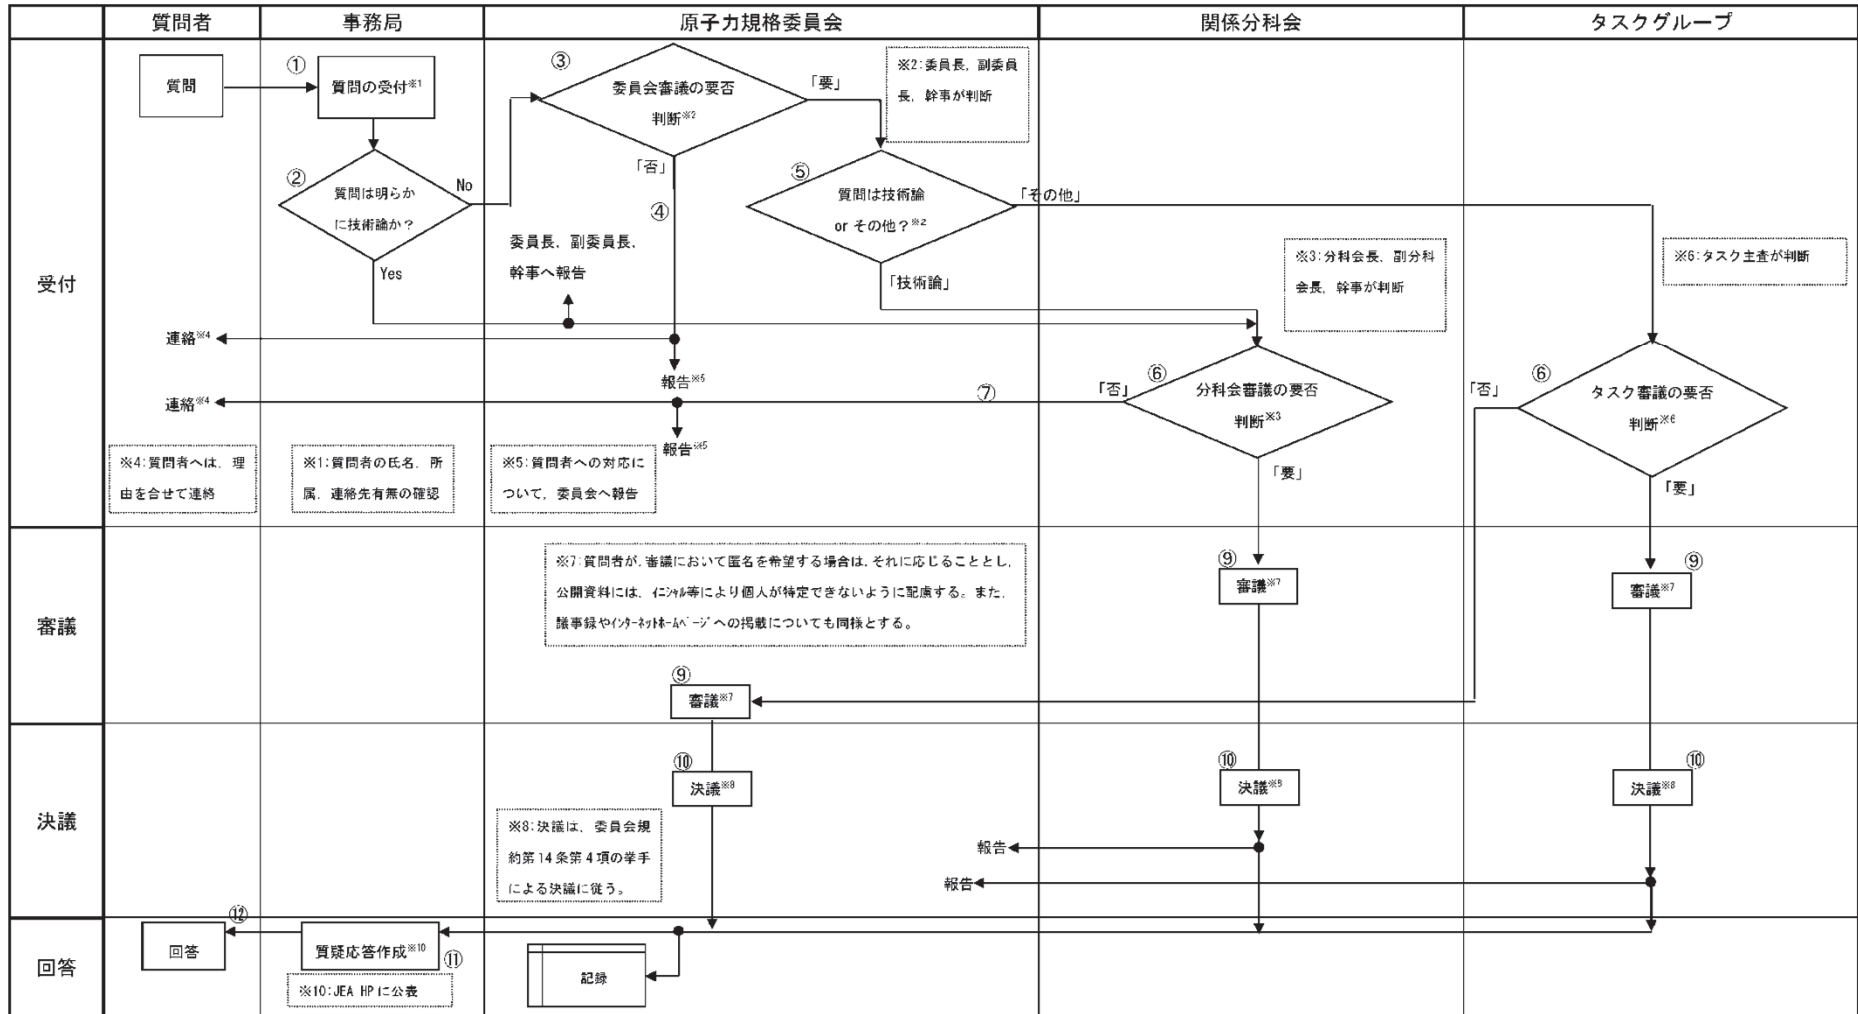 質問者
事務局
原子力規格委員会
関係分科会
タスクグループ
受付
質問
①
質問の受付※1
②
質問は明らか
に技術論か？
No
Yes
③
委員会審議の要否
判断※2
「要」
「否」
④
※2:委員長，副委員
長，幹事が判断
⑤
質問は技術論
or その他？※2
「その他」
「技術論」
委員長，副委員長，
幹事へ報告
※3:分科会長，副分科
会長，幹事が判断
※6:タスク主査が判断
連絡※4
報告※5
連絡※4
⑦
報告※5
「否」
⑥
分科会審議の要否
判断※3
「要」
「否」
⑥
タスク審議の要否
判断※6
「要」
※4:質問者へは，理
由を合せて連絡
※1:質問者の氏名，所
属，連絡先有無の確認
※5:質問者への対応に
ついて，委員会へ報告
審議
※7:質問者が，審議において匿名を希望する場合は，それに応じることとし，
公開資料には，ｲﾆｼｬﾙ等により個人が特定できないように配慮する。また，
議事録やｲﾝﾀｰﾈｯﾄﾎｰﾑﾍﾟｰｼﾞへの掲載についても同様とする。
⑨
審議※7
⑨
審議※7
⑨
審議※7
決議
⑩
決議※8
⑩
決議
⑩
決議※8
※8:決議は，委員会規
約第14条第4項の挙手
による決議に従う。
報告
報告
回答
⑫
回答
質疑応答作成※10
⑪
※10:JEA HPに公表
記録